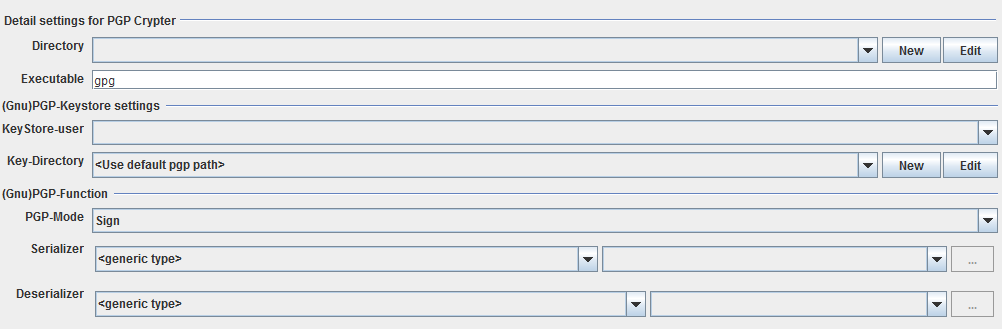 Detail settings for PGP Crypter
Directory New Edit
Executable gpg
(Gnu)PGP-Keystore settings
KeyStore-user
Key-Directory <Use default pgp path> New Edit
(Gnu)PGP-Function
PGP-Mode Sign
Serializer <generic type> ...
Deserializer <generic type> ...